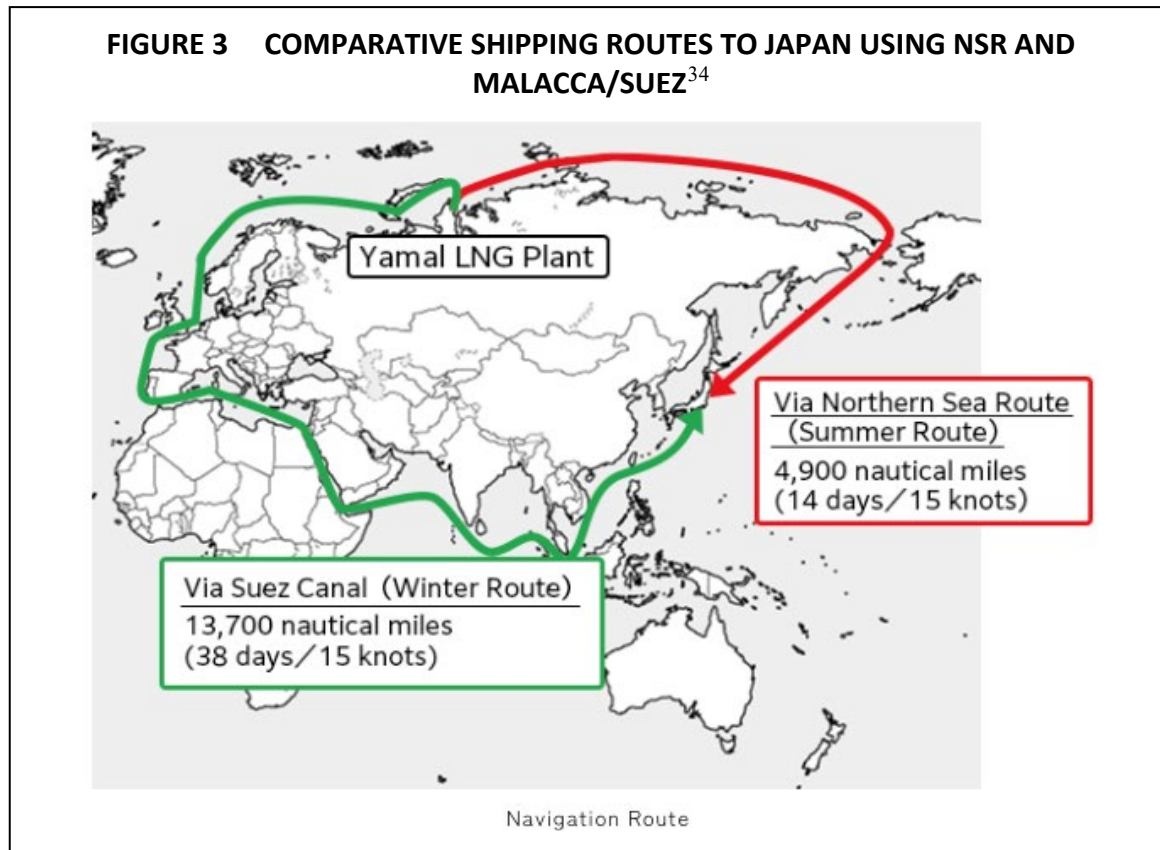 FIGURE 3 COMPARATIVE SHIPPING ROUTES TO JAPAN USING NSR AND
MALACCA/SUEZ34
Yamal LNG Plant
Via Northern Sea Route
(Summer Route)
4,900 nautical miles
(14 days/15 knots)
Via Suez Canal (Winter Route)
13,700 nautical miles
(38 days/15 knots)
Navigation Route